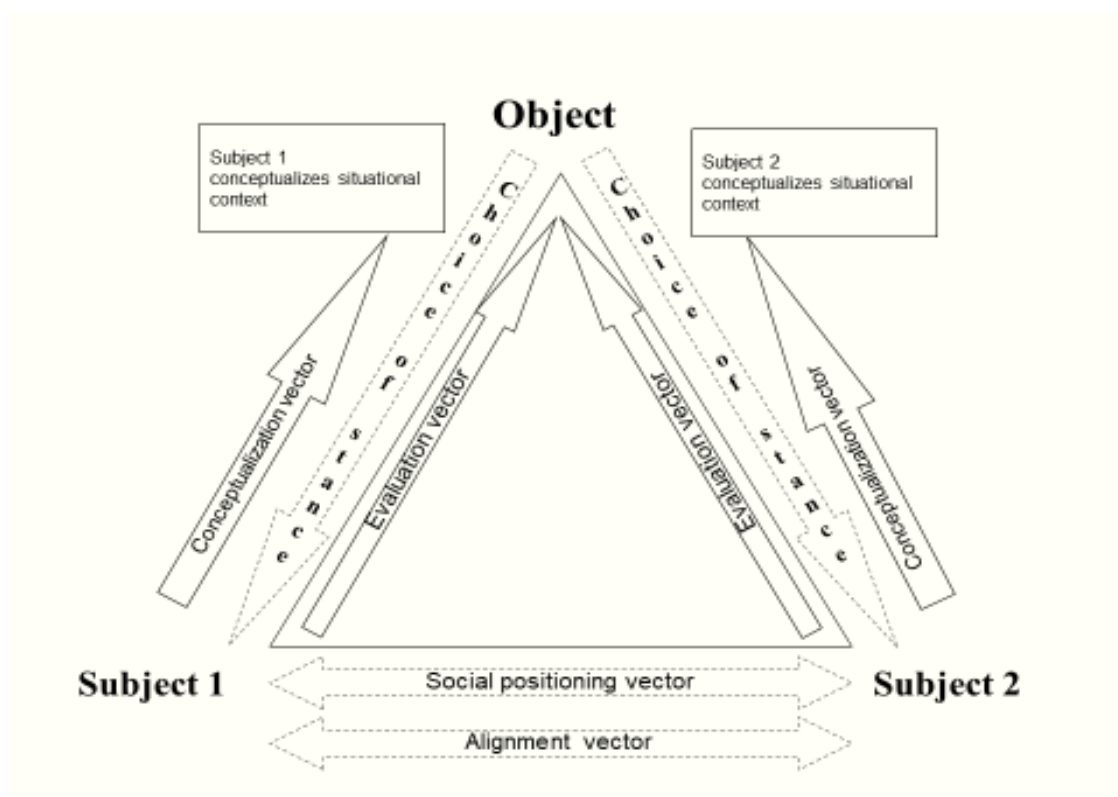 Object
Subject 1
conceptualizes situational
context
Subject 2
conceptualizes situational
context
Choice of stance
Choice of stance
Conceptualization vector
Evaluation vector
Evaluation vector
Conceptualization vector
Subject 1
Social positioning vector
Subject 2
Alignment vector